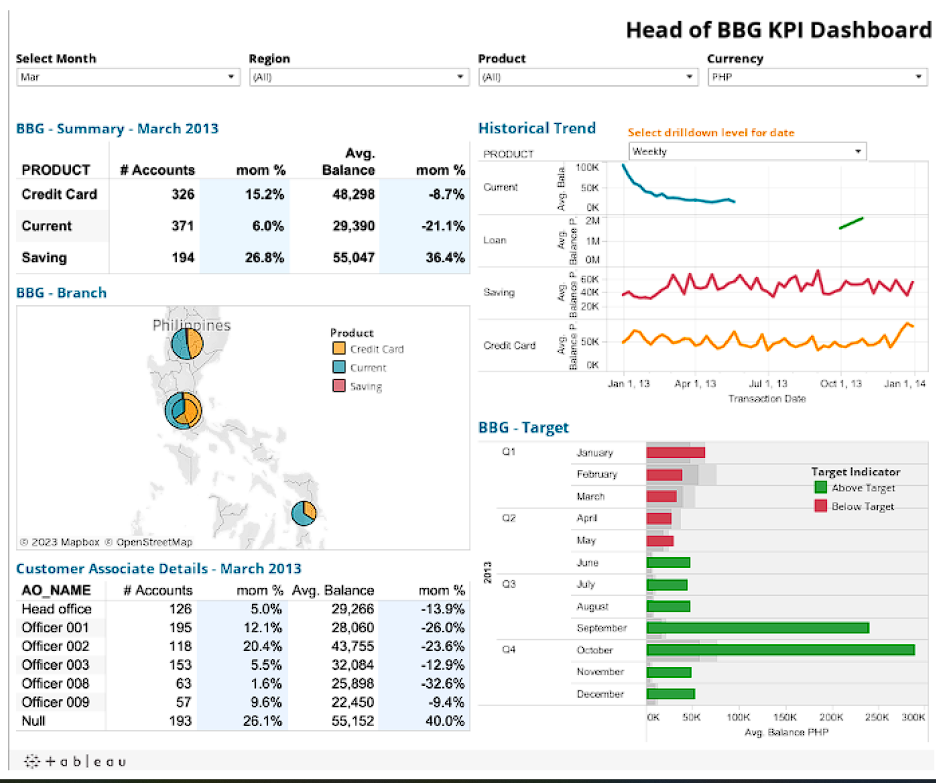 Head of BBG KPI Dashboard
Select Month Region Product Currency
Mar (All) (All) PHP
BBG - Summary - March 2013
PRODUCT # Accounts mom % Avg. Balance mom %
Credit Card 326 15.2% 48,298 -8.7%
Current 371 6.0% 29,390 -21.1%
Saving 194 26.8% 55,047 36.4%
BBG - Branch
Philippines
Product
Credit Card
Current
Saving
© 2023 Mapbox © OpenStreetMap
Customer Associate Details - March 2013
AO_NAME # Accounts mom % Avg. Balance mom %
Head office 126 5.0% 29,266 -13.9%
Officer 001 195 12.1% 28,060 -26.0%
Officer 002 118 20.4% 43,755 -23.6%
Officer 003 153 5.5% 32,084 -12.9%
Officer 008 63 1.6% 25,898 -32.6%
Officer 009 57 9.6% 22,450 -9.4%
Null 193 26.1% 55,152 40.0%
Historical Trend
Select drilldown level for date
PRODUCT
Weekly
Current
Avg. Bala
100K
50K
0K
Loan
Avg.
Balance P.
2M
1M
0M
Saving
Avg.
Balance P.
60K
40K
20K
Credit Card
Avg.
Balance P.
50K
0K
Jan 1, 13 Apr 1, 13 Jul 1, 13 Oct 1, 13 Jan 1, 14
Transaction Date
BBG - Target
2013
Q1 January
February
March
Q2 April
May
June
Q3 July
August
September
Q4 October
November
December
Target Indicator
Above Target
Below Target
0K 50K 100K 150K 200K 250K 300K
Avg. Balance PHP
+ a b l e a u